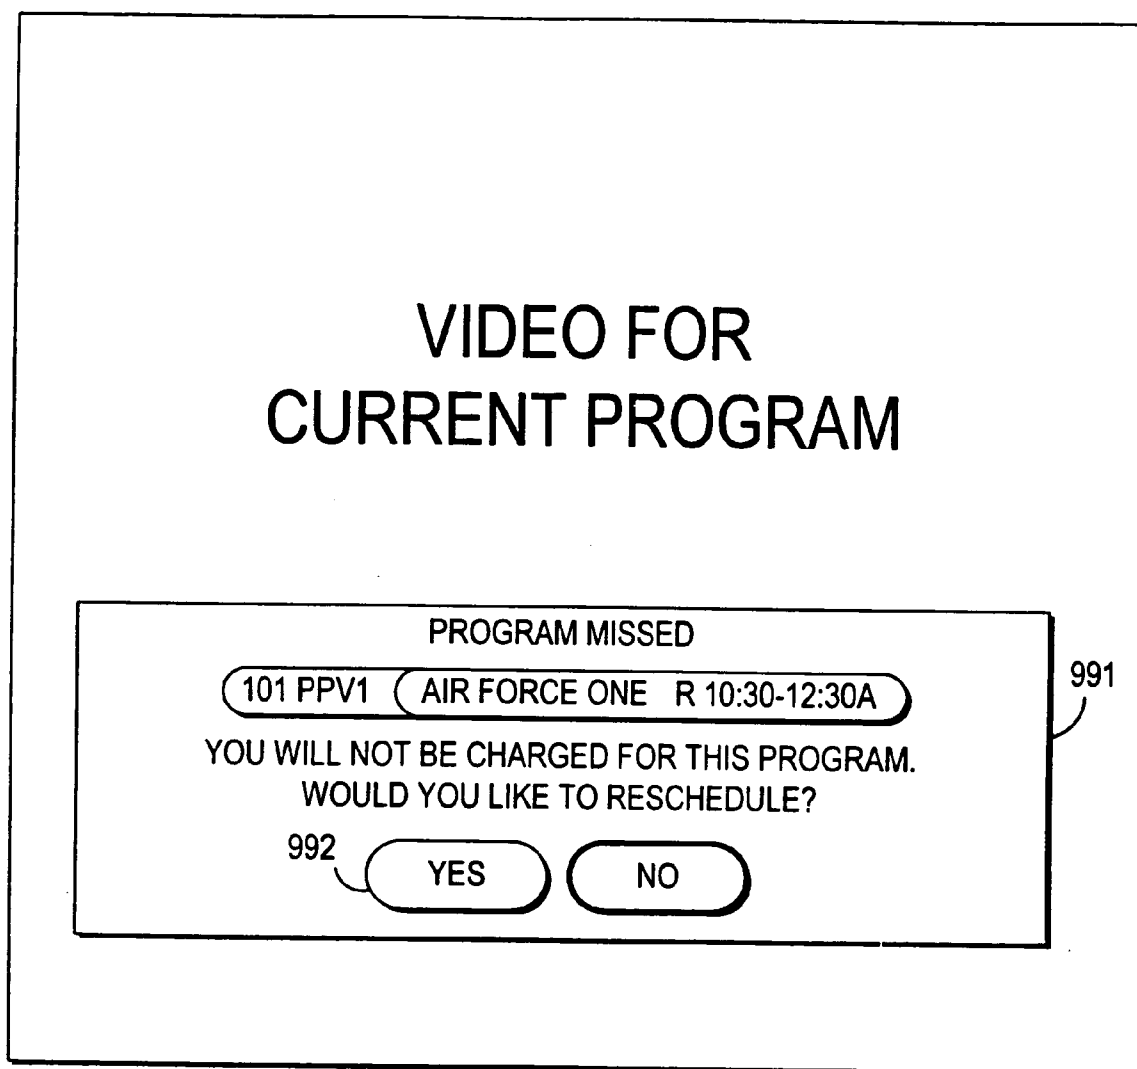 VIDEO FOR
CURRENT PROGRAM
PROGRAM MISSED
101 PPV1 AIR FORCE ONE R 10:30-12:30A
991
YOU WILL NOT BE CHARGED FOR THIS PROGRAM.
WOULD YOU LIKE TO RESCHEDULE?
992
YES NO